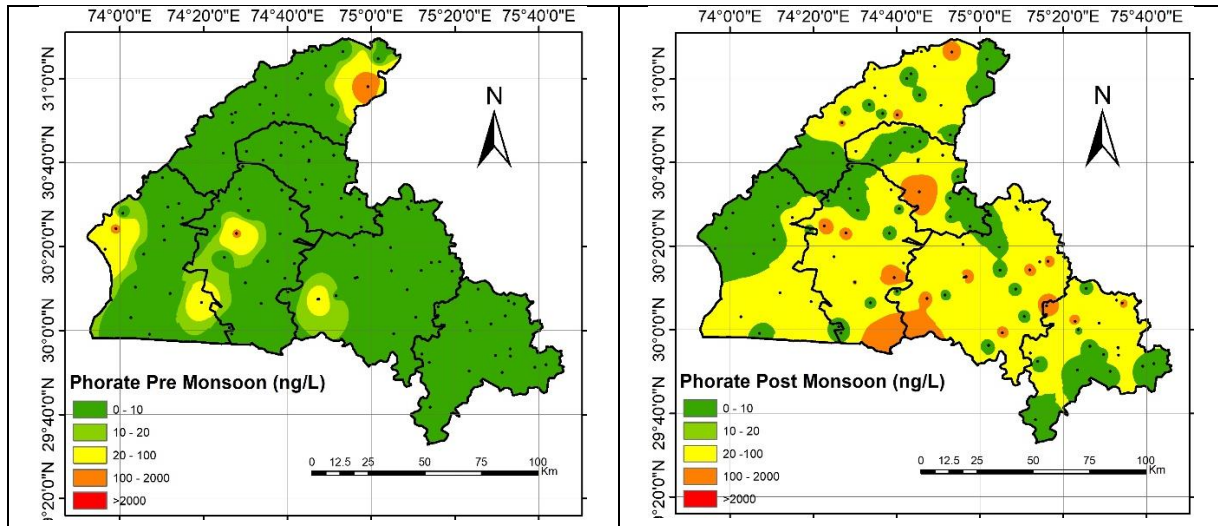 74°0'0"E 74°20'0"E 74°40'0"E 75°0'0"E 75°20'0"E 75°40'0"E
31°0'0"N
30°40'0"N
30°20'0"N
30°0'0"N
29°40'0"N
N
Phorate Pre Monsoon (ng/L)
0 - 10
10 - 20
20 - 100
100 - 2000
>2000
0 12.5 25 50 75 100
Km
74°0'0"E 74°20'0"E 74°40'0"E 75°0'0"E 75°20'0"E 75°40'0"E
31°0'0"N
30°40'0"N
30°20'0"N
30°0'0"N
29°40'0"N
N
Phorate Post Monsoon (ng/L)
0 - 10
10 - 20
20 -100
100 - 2000
>2000
0 12.5 25 50 75 100
Km